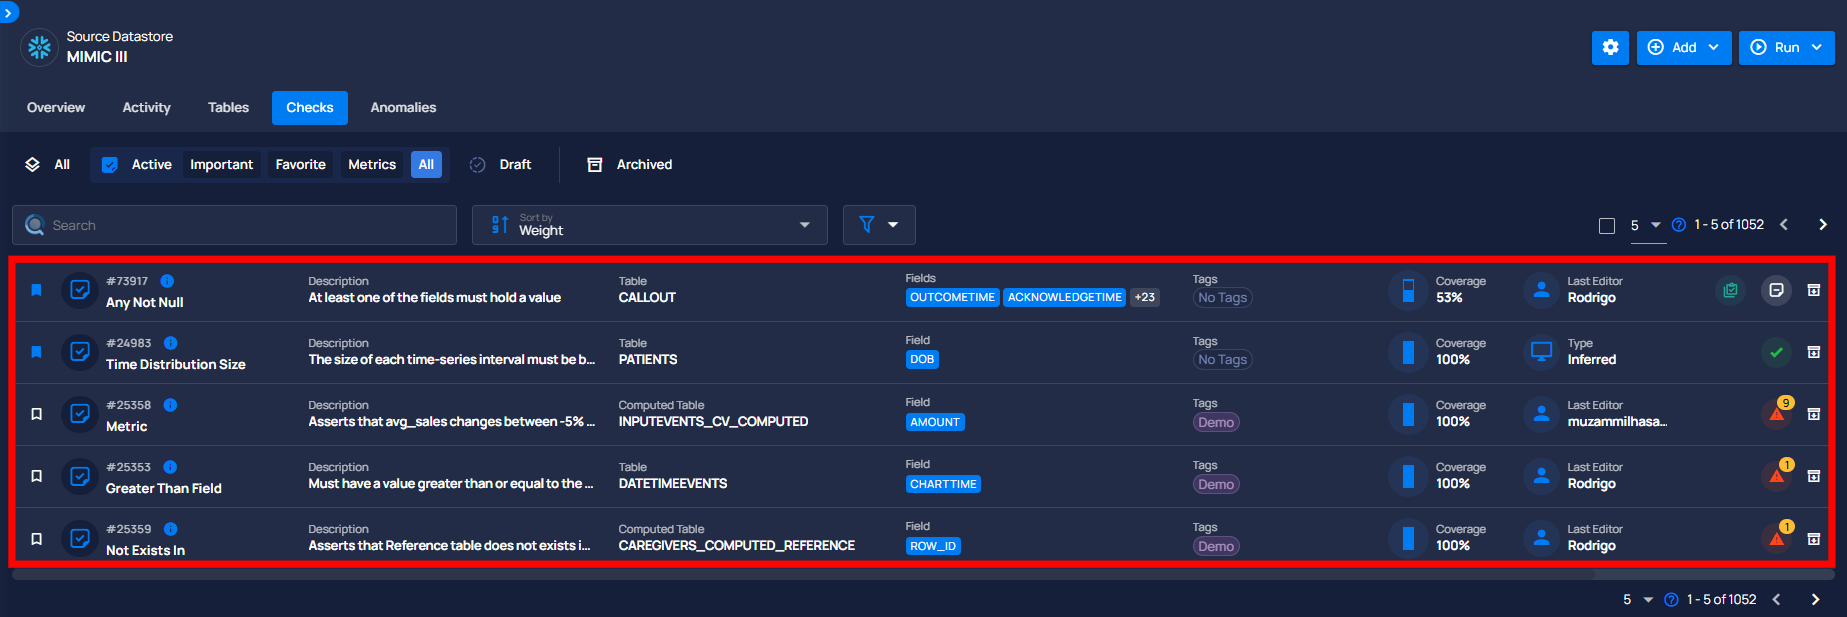 Source Datastore
MIMIC III
Add
Run
Overview Activity Tables Checks Anomalies
All Active Important Favorite Metrics All Draft Archived
Search
Sort by
Weight
5 1 - 5 of 1052
#73917 Description Table Fields Tags Coverage Last Editor
Any Not Null At least one of the fields must hold a value CALLOUT OUTCOMETIME ACKNOWLEDGETIME +23 No Tags 53% Rodrigo
#24983 Description Table Field Tags Coverage Type
Time Distribution Size The size of each time-series interval must be b... PATIENTS DOB No Tags 100% Inferred
#25358 Description Computed Table Field Tags Coverage Last Editor 9
Metric Asserts that avg_sales changes between -5% ... INPUTEVENTS_CV_COMPUTED AMOUNT Demo 100% muzammilhasa...
#25353 Description Table Field Tags Coverage Last Editor 1
Greater Than Field Must have a value greater than or equal to the ... DATETIMEEVENTS CHARTTIME Demo 100% Rodrigo
#25359 Description Computed Table Field Tags Coverage Last Editor 1
Not Exists In Asserts that Reference table does not exists i... CAREGIVERS_COMPUTED_REFERENCE ROW_ID Demo 100% Rodrigo
5 1 - 5 of 1052